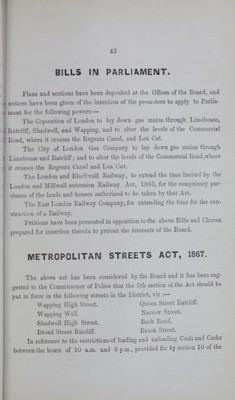 43
BILLS IN PARLIAMENT.
Plans and sections have been deposited at the Offices of the Board, and
notices have been given of the intention of the promoters to apply to Parlia-
ment for the following powers:—
The Coporation of London to lay down gas mains through Limehouse,
Ratcliff, Shadwell, and Wapping, and to alter the levels of the Commercial
Road, where it crosses the Regents Canal, and Lea Cut.
The City of London Gas Company to lay down gas mains through
Limehouse and Ratcliff; and to alter the levels of the Commercial Road, where
it crosses the Regents Canal and Lea Cut.
The London and Blackwall Railway, to extend the time limited by the
London and Millwall extension Railway Act, 1865, for the compulsory pur-
chases of the lands and houses authorized to be taken by that Act.
The East London Railway Company, for extending the time for the con-
struction of a Railway.
Petitions have been presented in opposition to the above Bills and Clauses
prepared for insertion therein to protect the interests of the Board.
METROPOLITAN STREETS ACT, 1867.
The above act has been considered by the Board and it has been sug-
gested to the Commissioner of Police that the 5th section of the Act should be
put in force in the following streets in the District, viz :—
Wapping High Street. Queen Street Ratcliff.
Wapping Wall. Narrow Street.
Shadwell High Street. Back Road.
Broad Street Ratcliff. Brook Street.
In reference to the restrictions of loading and unloading Coals and Casks
between the hours of 10 a.m. and 6 p.m., provided for by section 10 of the